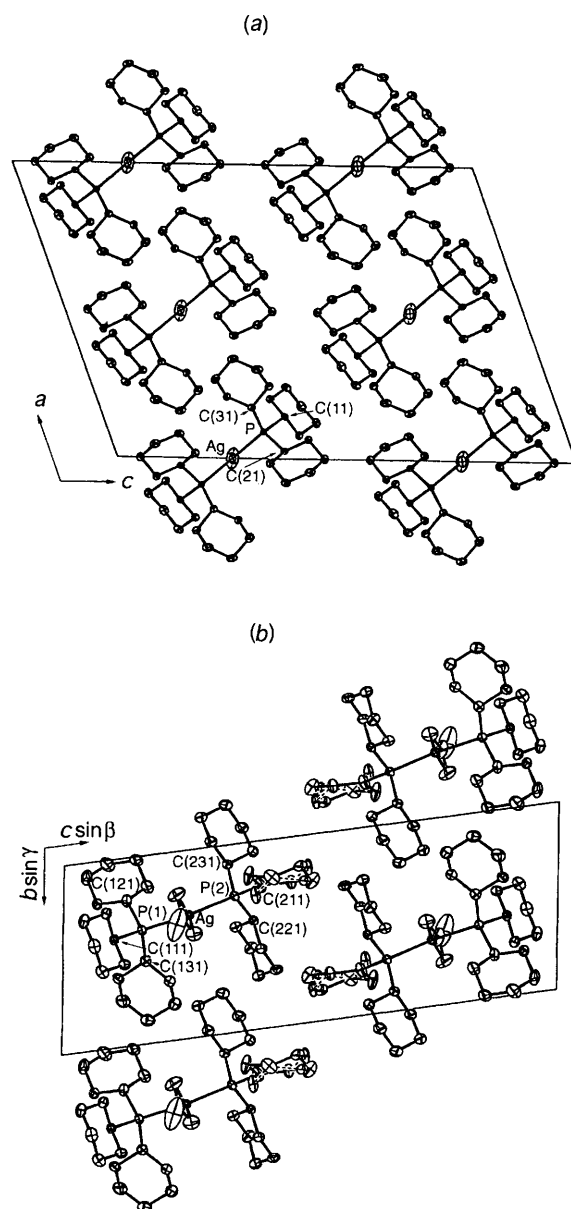 (a)
C(31)
P
C(11)
Ag
C(21)
a
c
(b)
c sinβ
b sinγ
C(231)
C(121)
P(2)
C(211)
P(1)
Ag
C(221)
C(111)
C(131)